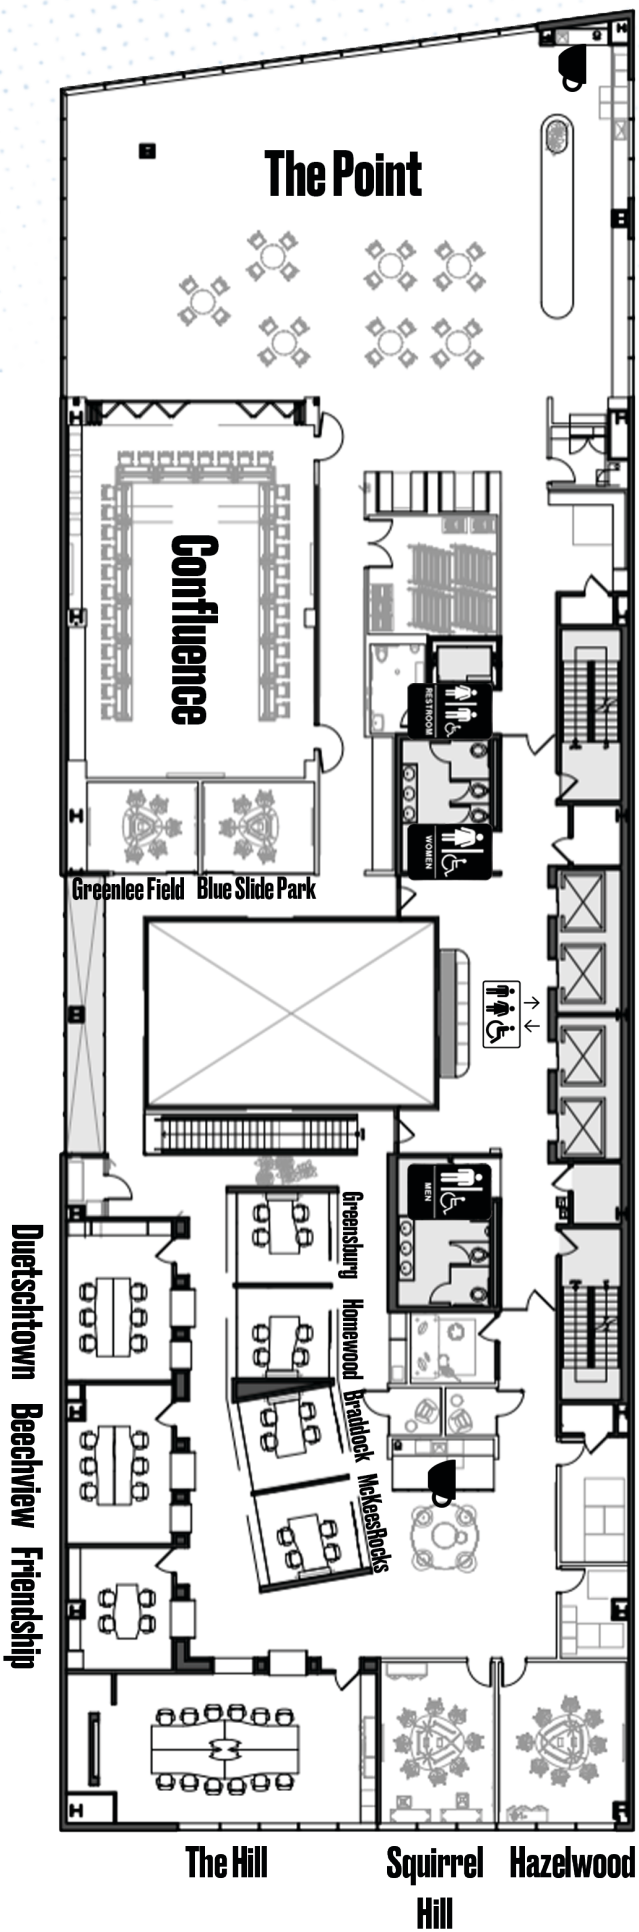 The Point
Confluence
RESTROOM
WOMEN
Greenlee Field
Blue Slide Park
MEN
Greensburg
Homewood
Braddock
McKeesRocks
Duetschtown
Beechview
Friendship
The Hill
Squirrel
Hill
Hazelwood